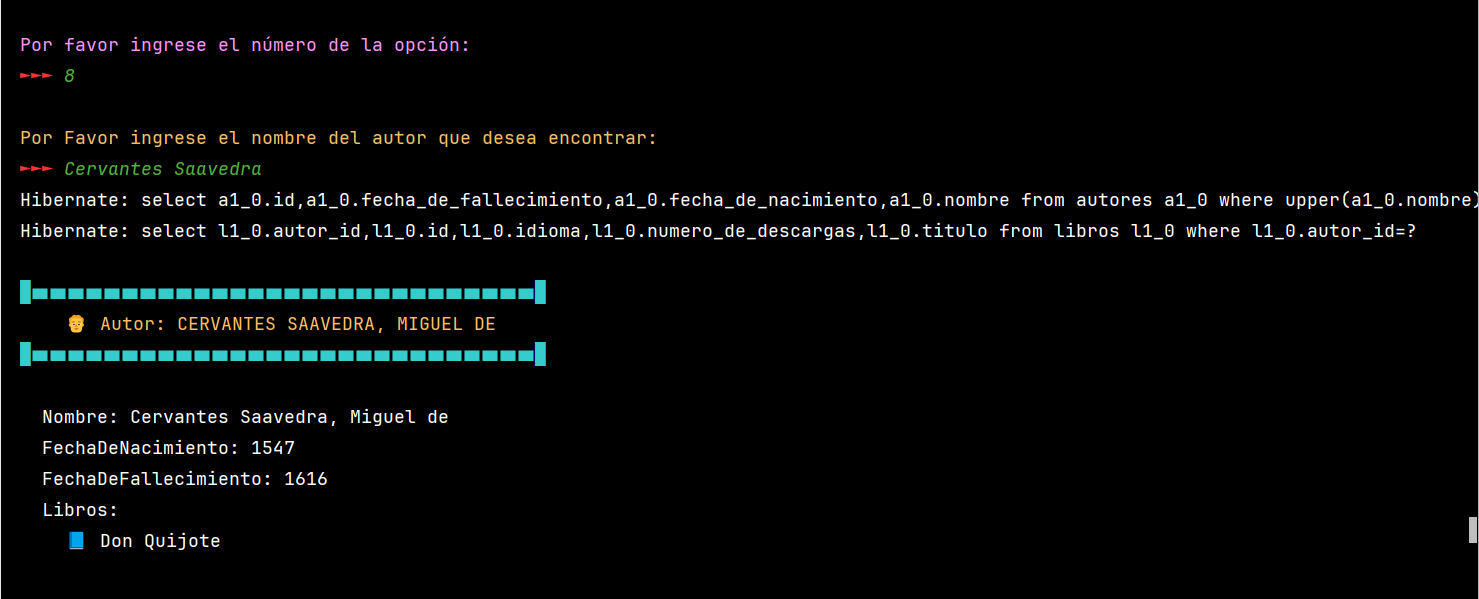 Por favor ingrese el número de la opción:
►►► 8
Por Favor ingrese el nombre del autor que desea encontrar:
►►► Cervantes Saavedra
Hibernate: select a1_0.id,a1_0.fecha_de_fallecimiento,a1_0.fecha_de_nacimiento,a1_0.nombre from autores a1_0 where upper(a1_0.nombre)
Hibernate: select l1_0.autor_id,l1_0.id,l1_0.idioma,l1_0.numero_de_descargas,l1_0.titulo from libros l1_0 where l1_0.autor_id=?
Autor: CERVANTES SAAVEDRA, MIGUEL DE
Nombre: Cervantes Saavedra, Miguel de
FechaDeNacimiento: 1547
FechaDeFallecimiento: 1616
Libros:
Don Quijote